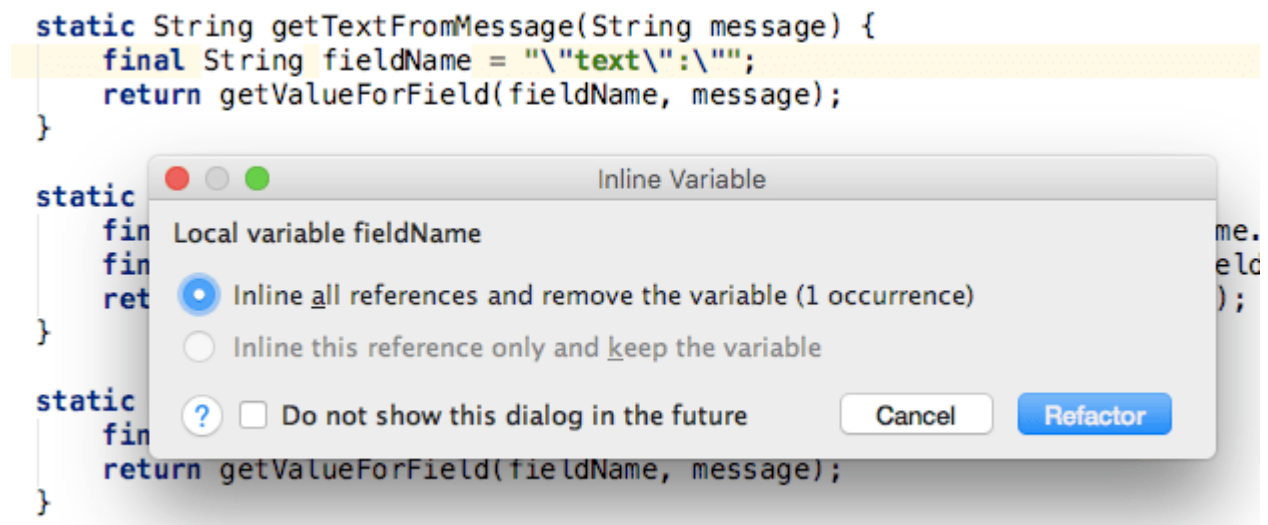 static String getTextFromMessage(String message) {
final String fieldName = "\"text\":\"";
return getValueForField(fieldName, message);
}
Inline Variable
static
fin
Local variable fieldName
me.
fin
eld
Inline all references and remove the variable (1 occurrence)
ret
);
}
Inline this reference only and keep the variable
static
? Do not show this dialog in the future
Cancel
Refactor
fin
return getValueForField(fieldName, message);
}